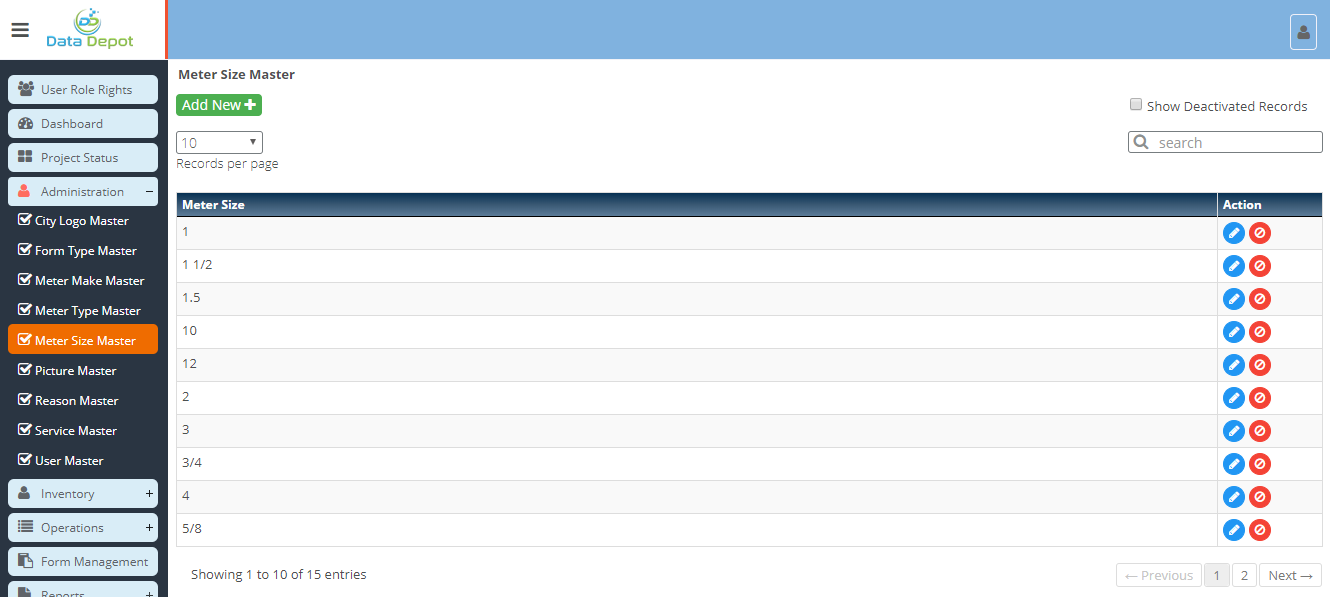 Data Depot
User Role Rights
Dashboard
Project Status
Administration −
City Logo Master
Form Type Master
Meter Make Master
Meter Type Master
Meter Size Master
Picture Master
Reason Master
Service Master
User Master
Inventory +
Operations +
Form Management
Reports +
Meter Size Master
Add New +
Show Deactivated Records
10
search
Records per page
Meter Size Action
1
1 1/2
1.5
10
12
2
3
3/4
4
5/8
Showing 1 to 10 of 15 entries
← Previous 1 2 Next →